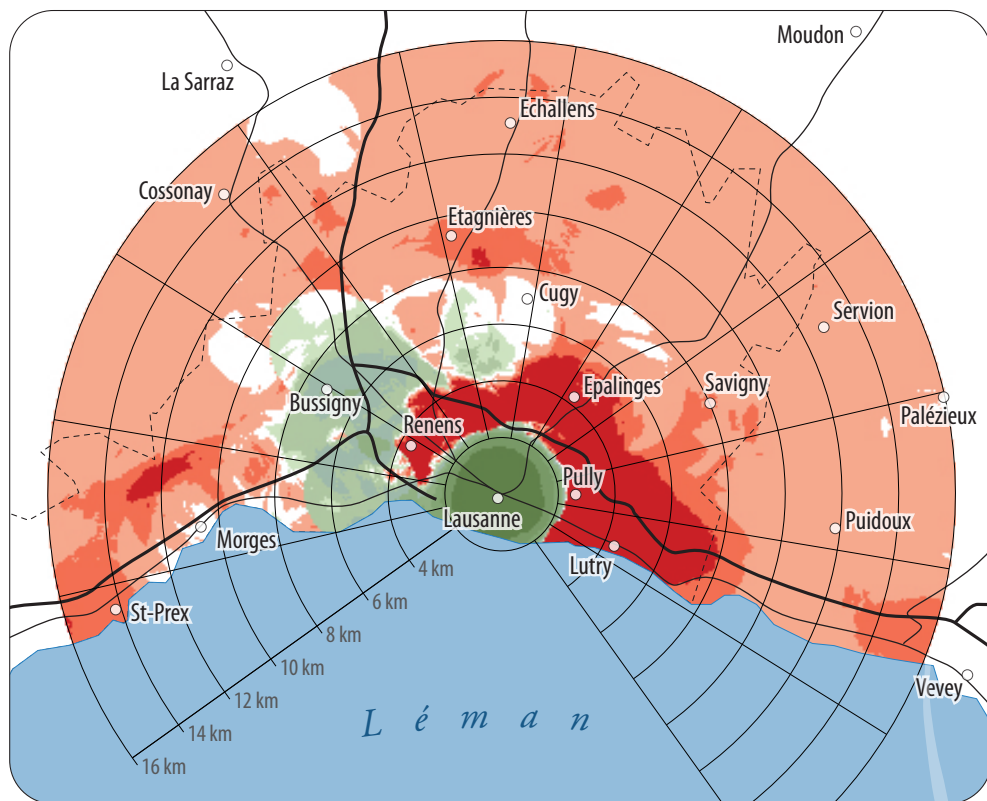 Moudon
La Sarraz
Echallens
Cossonay
Etagnières
Cugy
Servion
Epalinges
Savigny
Bussigny
Palézieux
Renens
Pully
Lausanne
Puidoux
Morges
Lutry
4 km
6 km
St-Prex
8 km
10 km
Vevey
12 km
Léman
14 km
16 km